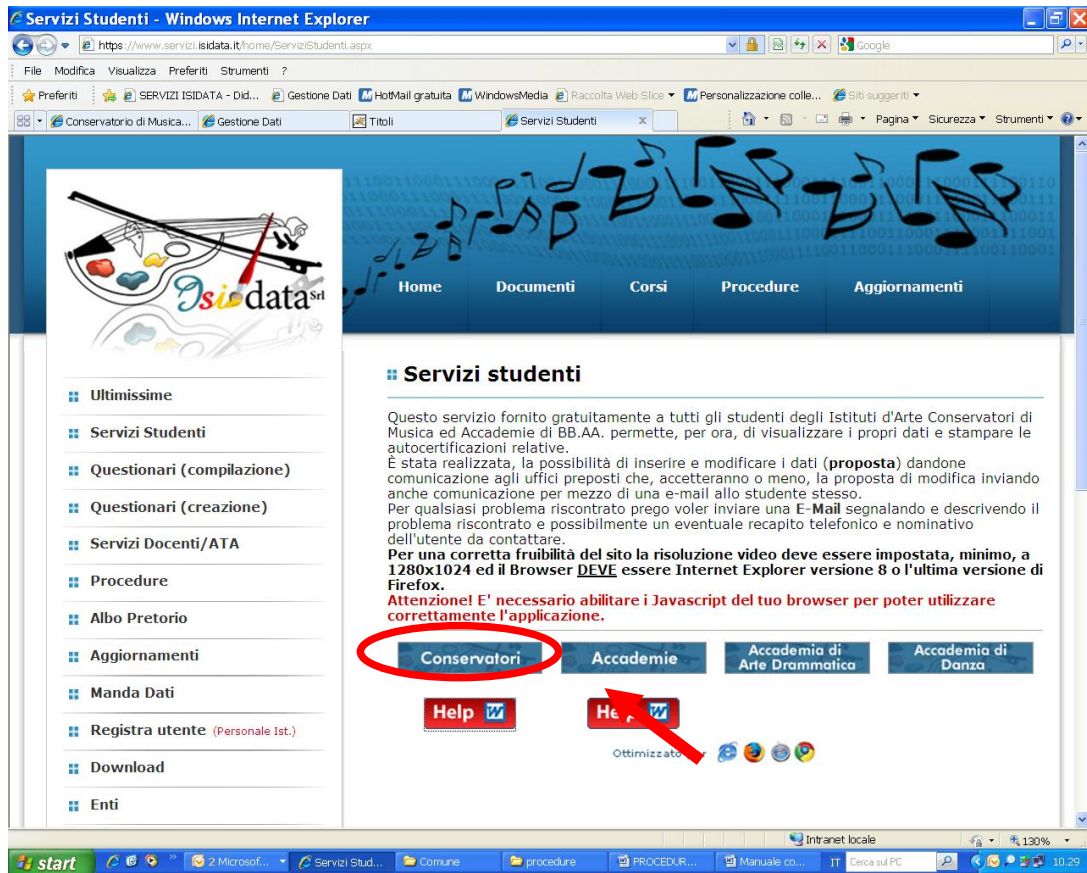 Servizi Studenti - Windows Internet Explorer
https://www.servizi.isidata.it/home/ServiziStudenti.aspx
Google
File Modifica Visualizza Preferiti Strumenti ?
Preferiti SERVIZI ISIDATA - Did... Gestione Dati HotMail gratuita WindowsMedia Raccolta Web Slice Personalizzazione colle... Siti suggeriti
Conservatorio di Musica... Gestione Dati Titoli Servizi Studenti x Pagina Sicurezza Strumenti
Isidata Srl
Home Documenti Corsi Procedure Aggiornamenti
Ultimissime
Servizi Studenti
Questionari (compilazione)
Questionari (creazione)
Servizi Docenti/ATA
Procedure
Albo Pretorio
Aggiornamenti
Manda Dati
Registra utente (Personale Ist.)
Download
Enti
Servizi studenti
Questo servizio fornito gratuitamente a tutti gli studenti degli Istituti d'Arte Conservatori di
Musica ed Accademie di BB.AA. permette, per ora, di visualizzare i propri dati e stampare le
autocertificazioni relative.
È stata realizzata, la possibilità di inserire e modificare i dati (proposta) dandone
comunicazione agli uffici preposti che, accetteranno o meno, la proposta di modifica inviando
anche comunicazione per mezzo di una e-mail allo studente stesso.
Per qualsiasi problema riscontrato prego voler inviare una E-Mail segnalando e descrivendo il
problema riscontrato e possibilmente un eventuale recapito telefonico e nominativo
dell'utente da contattare.
Per una corretta fruibilità del sito la risoluzione video deve essere impostata, minimo, a
1280x1024 ed il Browser DEVE essere Internet Explorer versione 8 o l'ultima versione di
Firefox.
Attenzione! E' necessario abilitare i Javascript del tuo browser per poter utilizzare
correttamente l'applicazione.
Conservatori Accademie Accademia di Arte Drammatica Accademia di Danza
Help Help
Ottimizzato
Intranet locale 130%
start 2 Microsof... Servizi Stud... Comune procedure PROCEDUR... Manuale co... IT Cerca sul PC 10.29